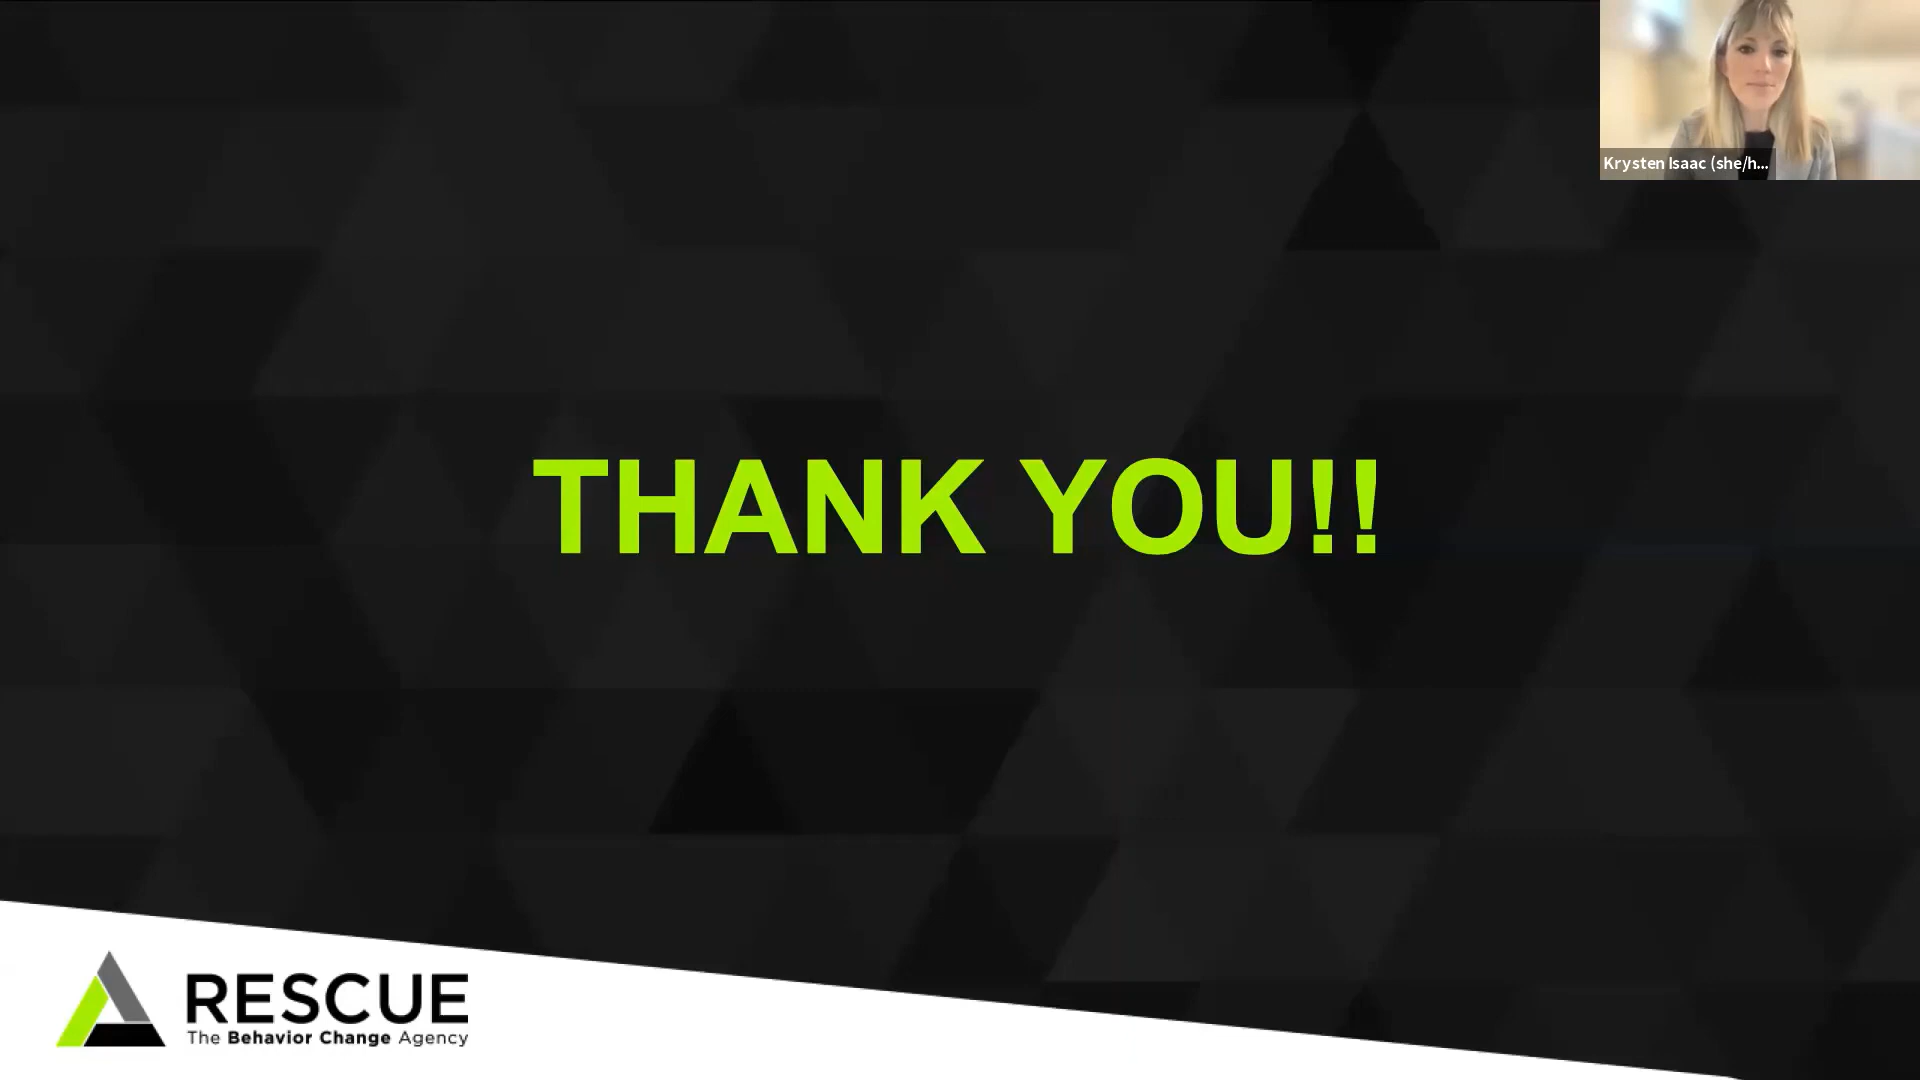 Krysten Isaac (she/h...
THANK YOU!!
RESCUE
The Behavior Change Agency